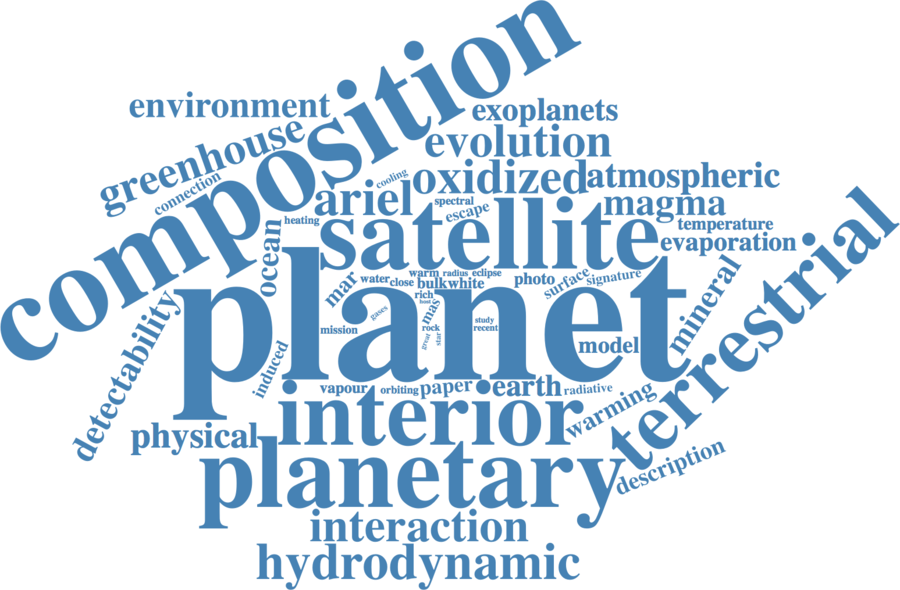 composition
environment
exoplanets
greenhouse
evolution
connection
cooling
oxidized
atmospheric
ariel
spectral
escape
magma
heating
satellite
temperature
ocean
evaporation
terrestrial
mar
water
close
warm
radius
eclipse
bulk
white
photo
surface
signature
mineral
planet
rich
host
mas
gases
mission
rock
great
star
study
recent
model
detectability
induced
vapour
orbiting
paper
earth
radiative
warming
interior
physical
planetary
description
interaction
hydrodynamic